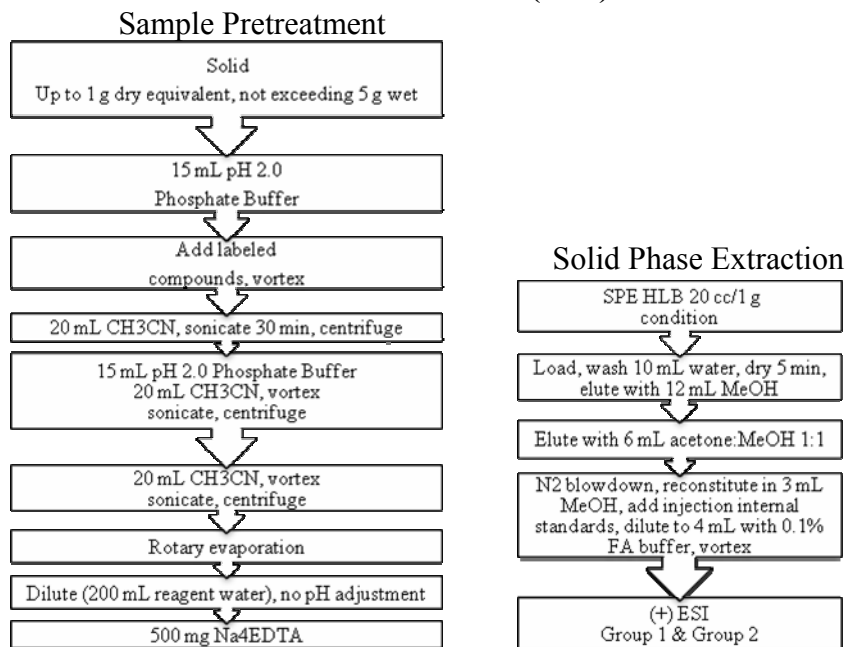 Sample Pretreatment
Solid
Up to 1 g dry equivalent, not exceeding 5 g wet
15 mL pH 2.0
Phosphate Buffer
Add labeled
compounds, vortex
20 mL CH3CN, sonicate 30 min, centrifuge
15 mL pH 2.0 Phosphate Buffer
20 mL CH3CN, vortex
sonicate, centrifuge
20 mL CH3CN, vortex
sonicate, centrifuge
Rotary evaporation
Dilute (200 mL reagent water), no pH adjustment
500 mg Na4EDTA
Solid Phase Extraction
SPE HLB 20 cc/1 g
condition
Load, wash 10 mL water, dry 5 min,
elute with 12 mL MeOH
Elute with 6 mL acetone:MeOH 1:1
N2 blowdown, reconstitute in 3 mL
MeOH, add injection internal
standards, dilute to 4 mL with 0.1%
FA buffer, vortex
(+) ESI
Group 1 & Group 2